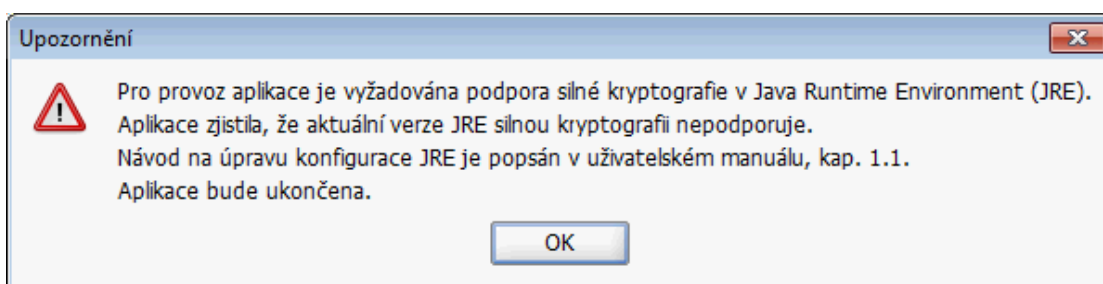 Upozornění
Pro provoz aplikace je vyžadována podpora silné kryptografie v Java Runtime Environment (JRE).
Aplikace zjistila, že aktuální verze JRE silnou kryptografii nepodporuje.
Návod na úpravu konfigurace JRE je popsán v uživatelském manuálu, kap. 1.1.
Aplikace bude ukončena.
OK